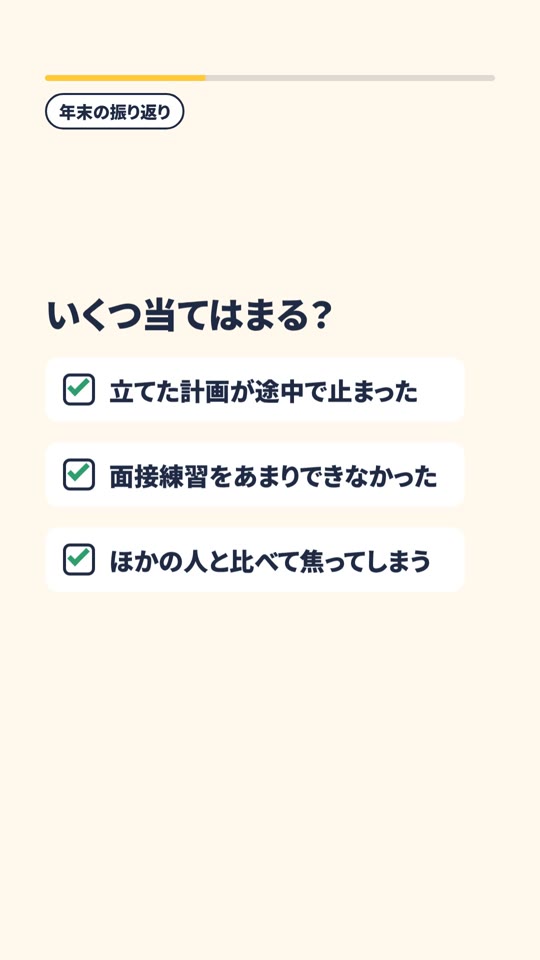 年末の振り返り
いくつ当てはまる？
立てた計画が途中で止まった
面接練習をあまりできなかった
ほかの人と比べて焦ってしまう